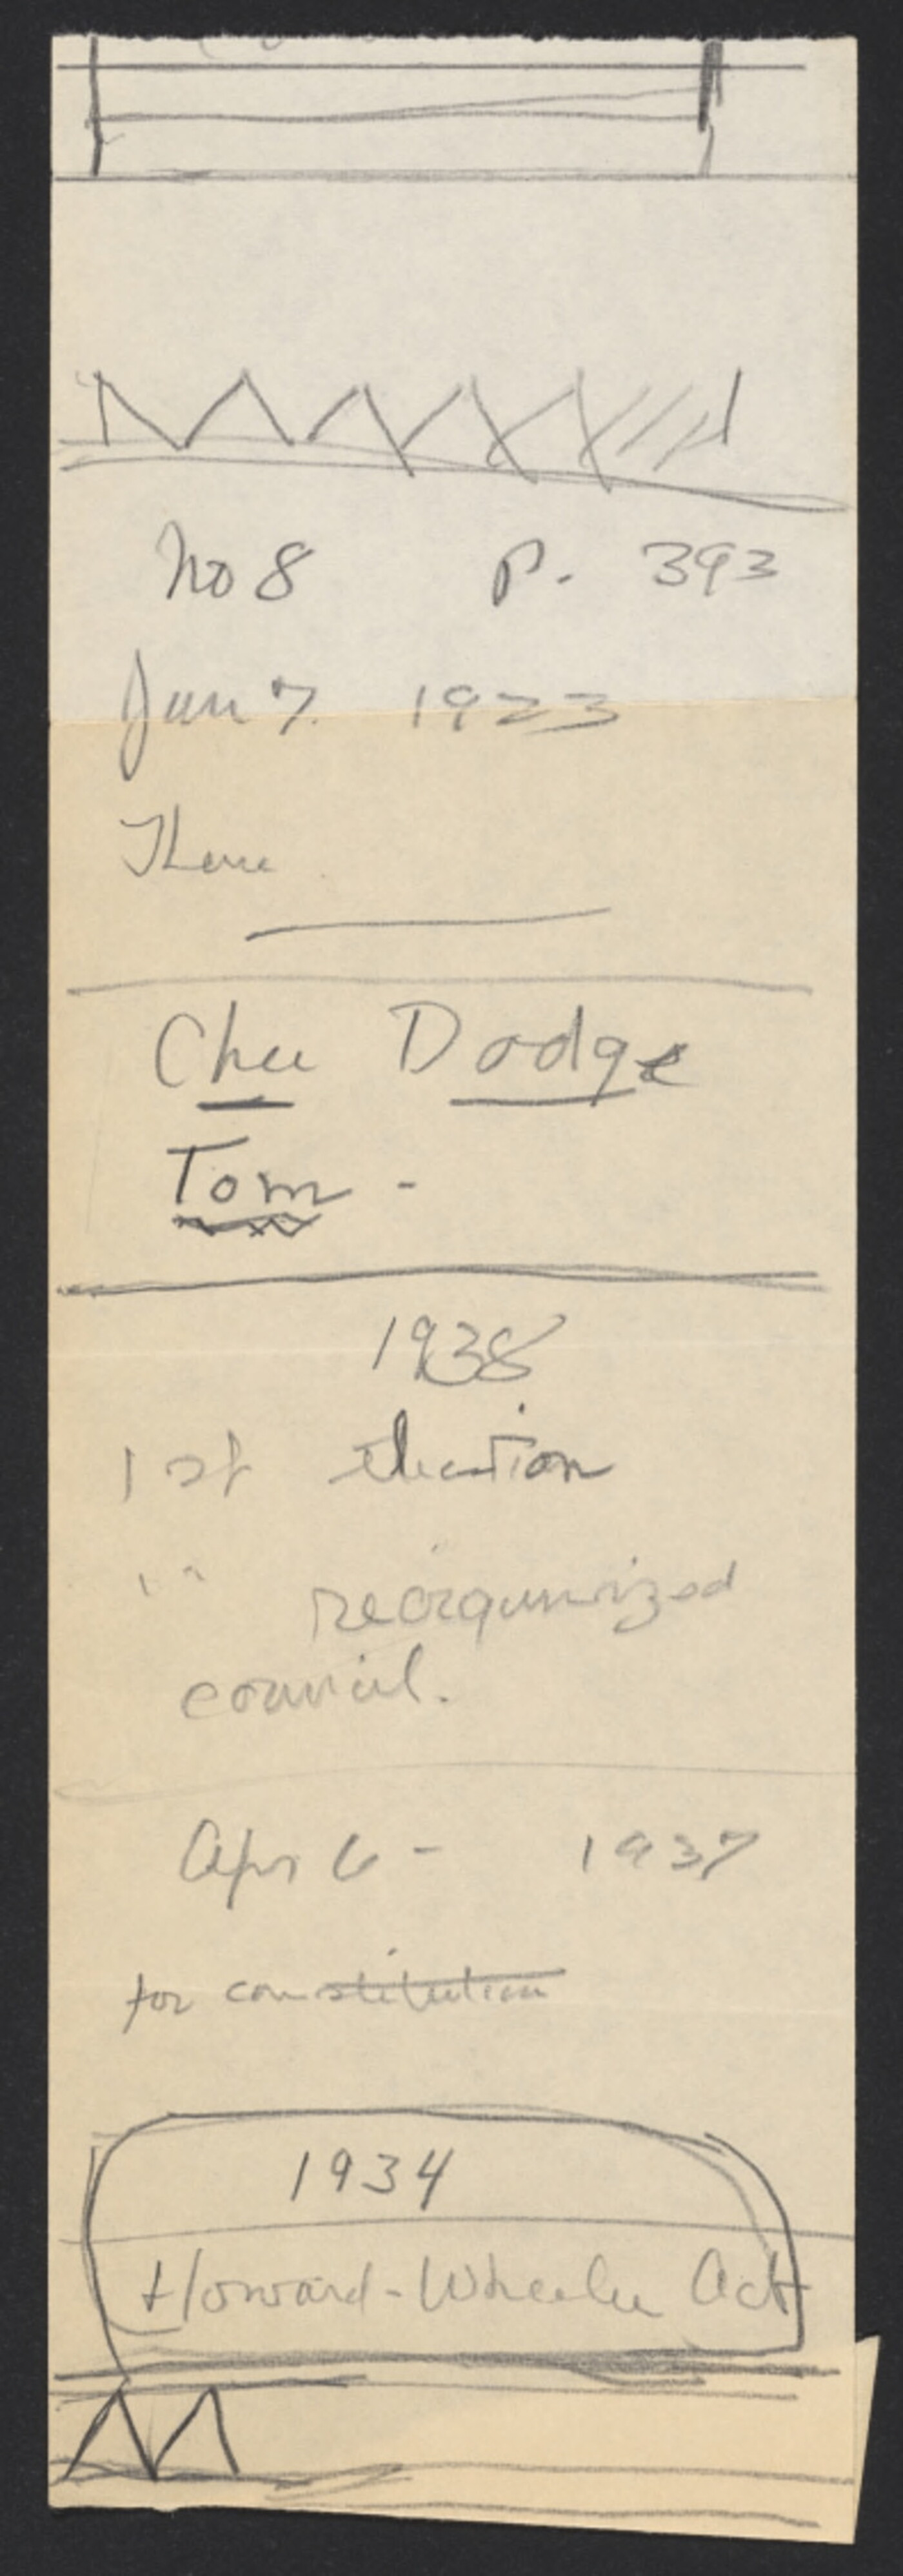 No 8 p. 393
Jan 7. 1923
There
Chee Dodge
Tom -
1938
1st election
" reorgunized
council.
Apr 6 - 1937
for constitution
1934
Howard-Wheeler Act